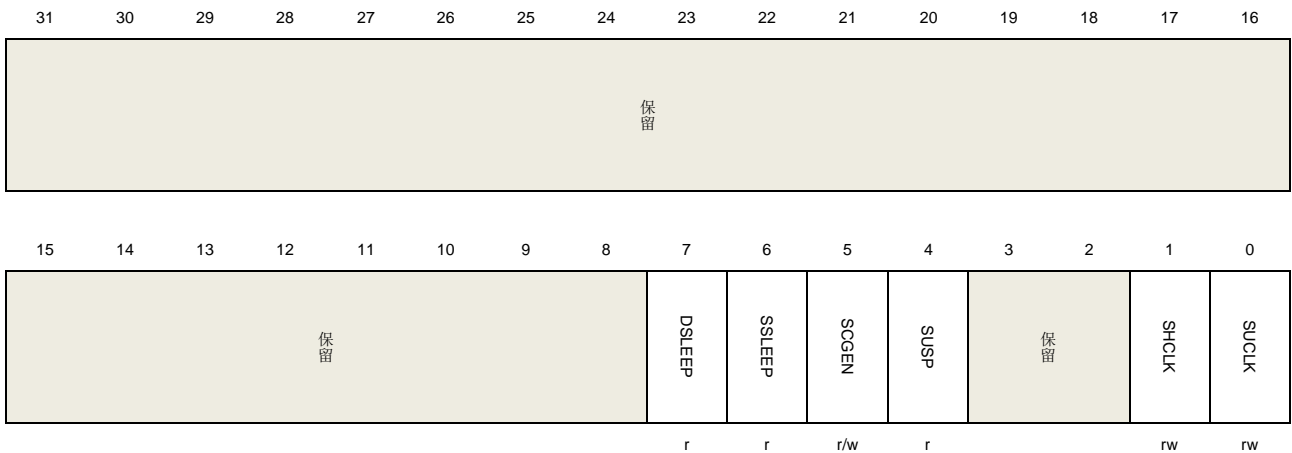 31 30 29 28 27 26 25 24 23 22 21 20 19 18 17 16
保留
15 14 13 12 11 10 9 8 7 6 5 4 3 2 1 0
保留 DSLEEP SSLEEP SCGEN SUSP 保留 SHCLK SUCLK
r r r/w r rw rw